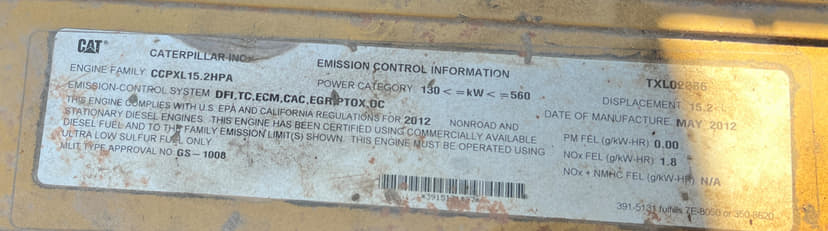 CAT®
CATERPILLAR INC.
EMISSION CONTROL INFORMATION
ENGINE FAMILY CCPXL15.2HPA
POWER CATEGORY 130 < =kW < =560
EMISSION-CONTROL SYSTEM DFI,TC,ECM,CAC,EGR,PTOX,OC
DISPLACEMENT 15.2
DATE OF MANUFACTURE MAY 2012
THIS ENGINE COMPLIES WITH U.S. EPA AND CALIFORNIA REGULATIONS FOR 2012 NONROAD AND
STATIONARY DIESEL ENGINES. THIS ENGINE HAS BEEN CERTIFIED USING COMMERCIALLY AVAILABLE
DIESEL FUEL AND TO THE FAMILY EMISSION LIMIT(S) SHOWN. THIS ENGINE MUST BE OPERATED USING
ULTRA LOW SULFUR FUEL ONLY
MLIT TYPE APPROVAL NO. GS-1008
PM FEL (g/kW-HR) 0.00
NOx FEL (g/kW-HR) 1.8
NOx + NMHC FEL (g/kW-HR) N/A
391-5131 fulfills 7E-8050 or